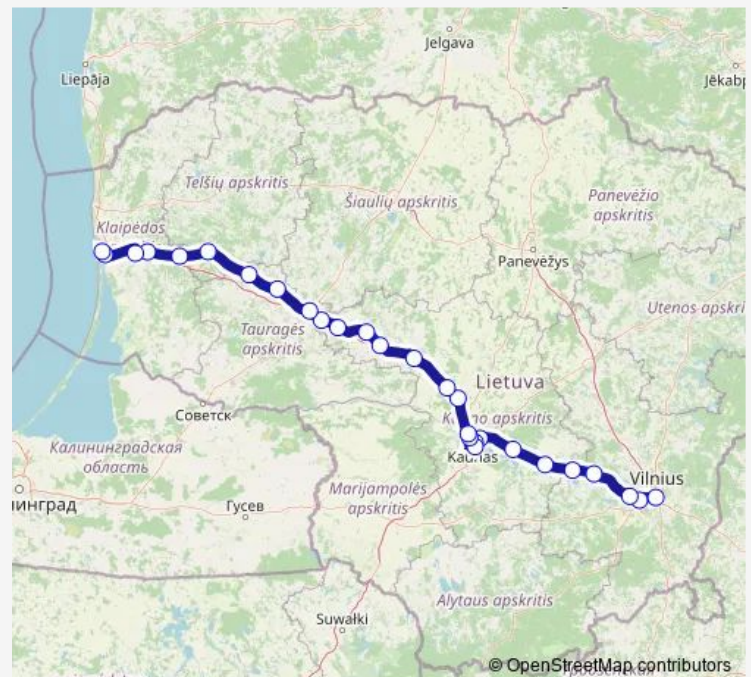 Jelgava
Liepāja
Jēkabp
Telšių apskritis
Šiaulių apskritis
Panevėžio
apskritis
Klaipėdos
Panevėžys
Utenos apskri
Tauragės
apskritis
Lietuva
Советск
Kauno apskritis
Калининградская
область
Kaunas
Vilnius
Marijampolės
apskritis
Гусев
Alytaus apskritis
Suwałki
© OpenStreetMap contributors